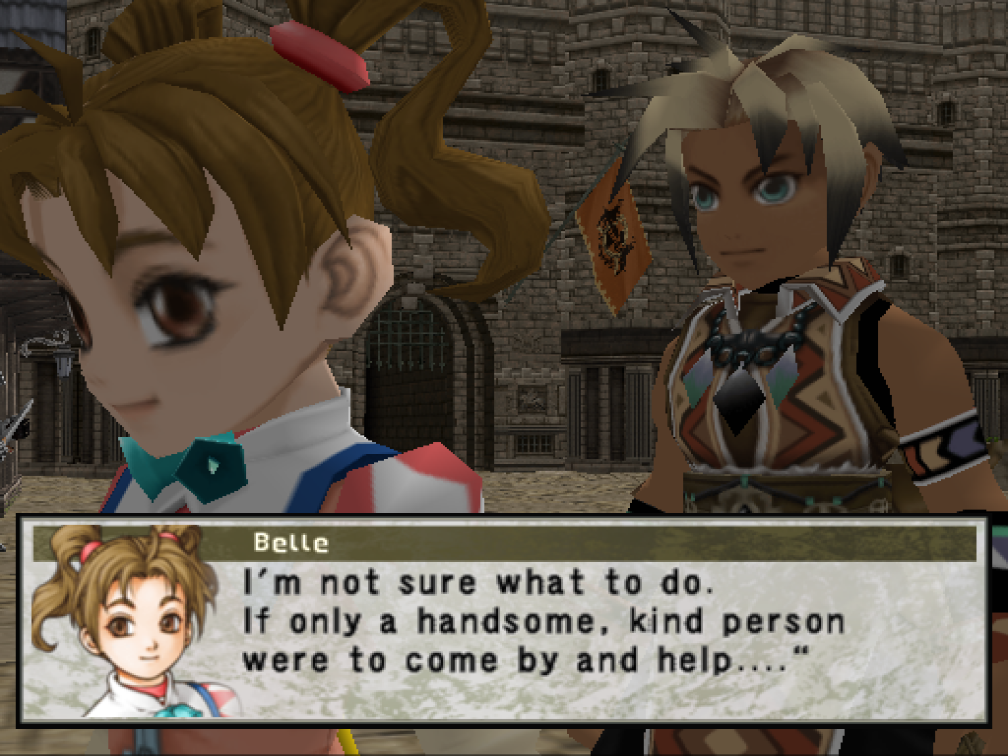 Belle
I'm not sure what to do.
If only a handsome, kind person
were to come by and help...."